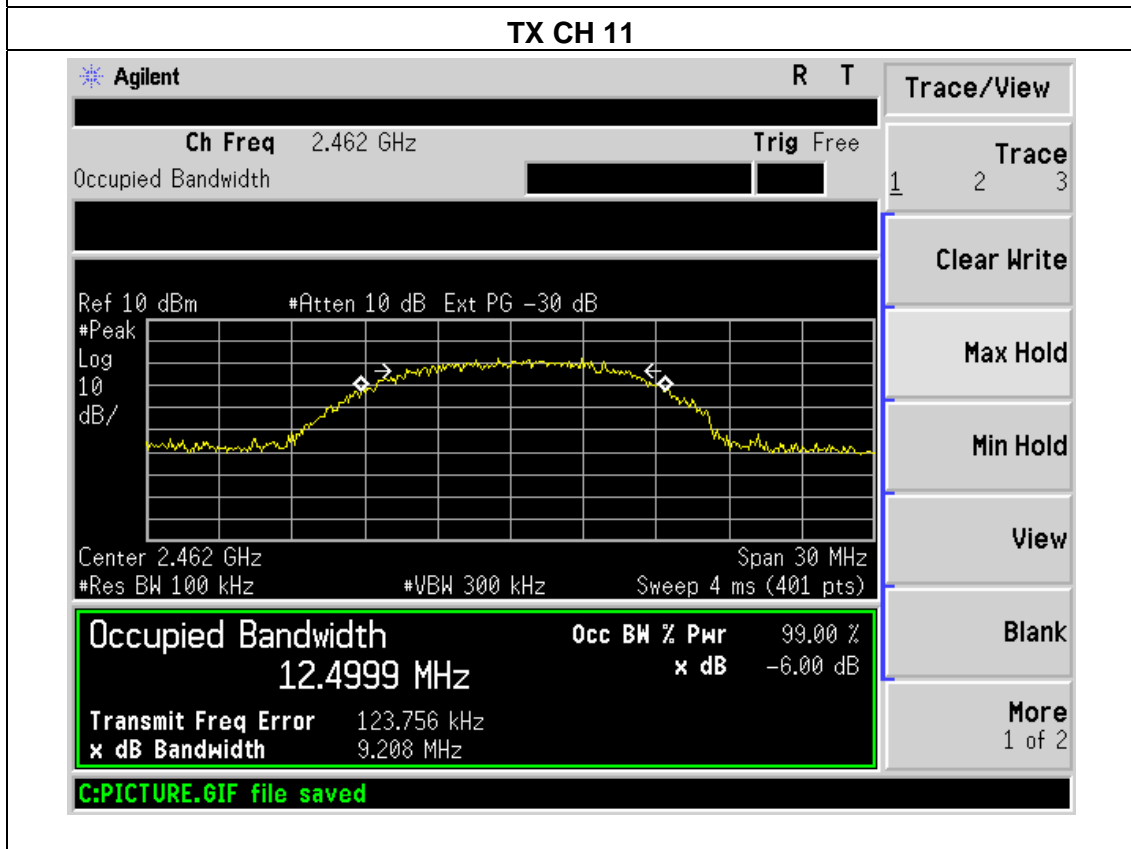 TX CH 11
Agilent R T
Ch Freq 2.462 GHz Trig Free
Occupied Bandwidth
Ref 10 dBm #Atten 10 dB Ext PG -30 dB
#Peak
Log
10
dB/
Center 2.462 GHz Span 30 MHz
#Res BW 100 kHz #VBW 300 kHz Sweep 4 ms (401 pts)
Occupied Bandwidth Occ BW % Pwr 99.00 %
12.4999 MHz x dB -6.00 dB
Transmit Freq Error 123.756 kHz
x dB Bandwidth 9.208 MHz
C:PICTURE.GIF file saved
Trace/View
Trace
1 2 3
Clear Write
Max Hold
Min Hold
View
Blank
More
1 of 2